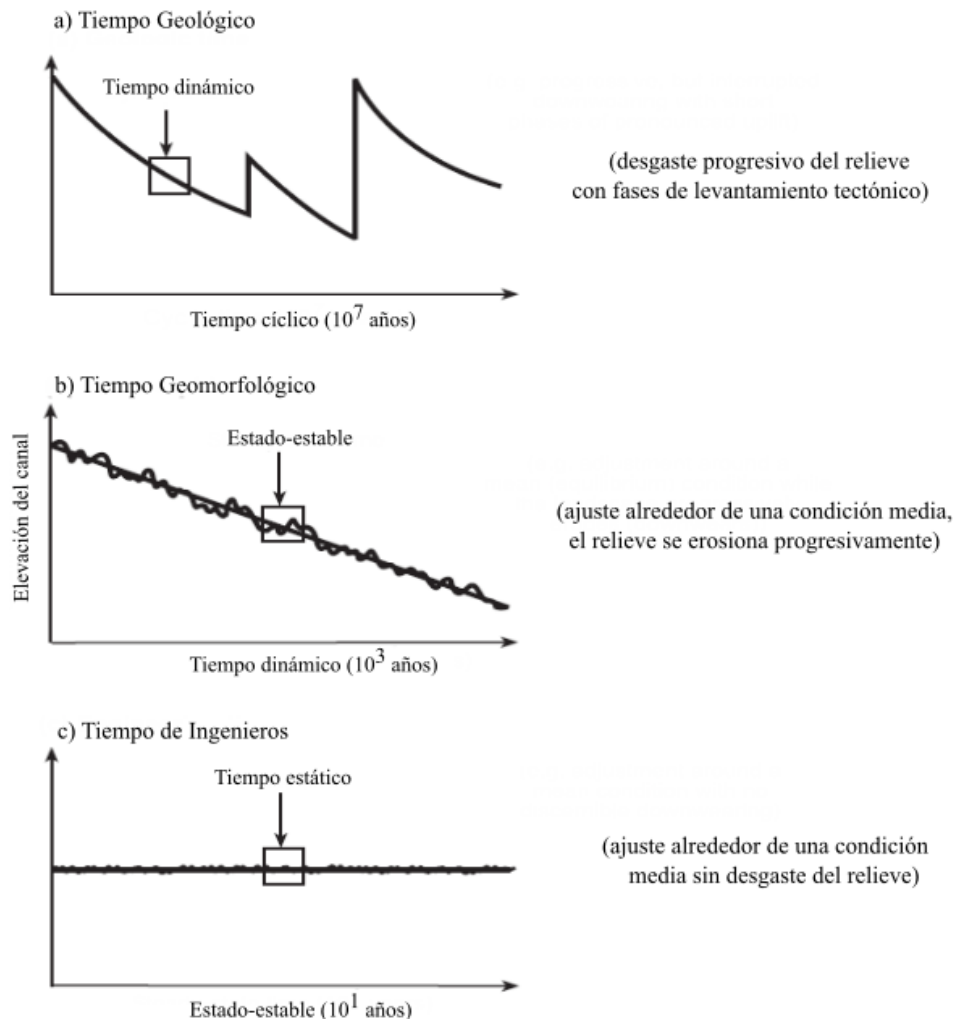 a) Tiempo Geológico
Tiempo dinámico
(desgaste progresivo del relieve
con fases de levantamiento tectónico)
Tiempo cíclico (10⁷ años)
b) Tiempo Geomorfológico
Estado-estable
Elevación del canal
(ajuste alrededor de una condición media,
el relieve se erosiona progresivamente)
Tiempo dinámico (10³ años)
c) Tiempo de Ingenieros
Tiempo estático
(ajuste alrededor de una condición
media sin desgaste del relieve)
Estado-estable (10¹ años)